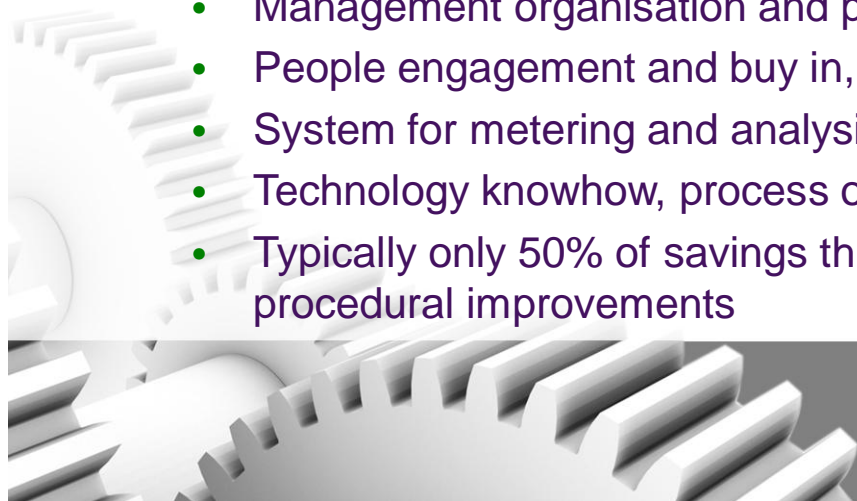 • Management organisation and p
• People engagement and buy in,
• System for metering and analysi
• Technology knowhow, process o
• Typically only 50% of savings th
procedural improvements